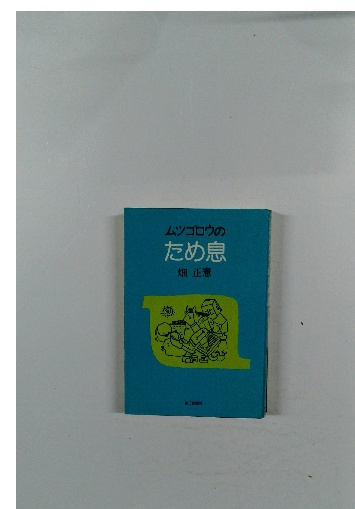 ムツゴロウの
ため息
畑 正憲